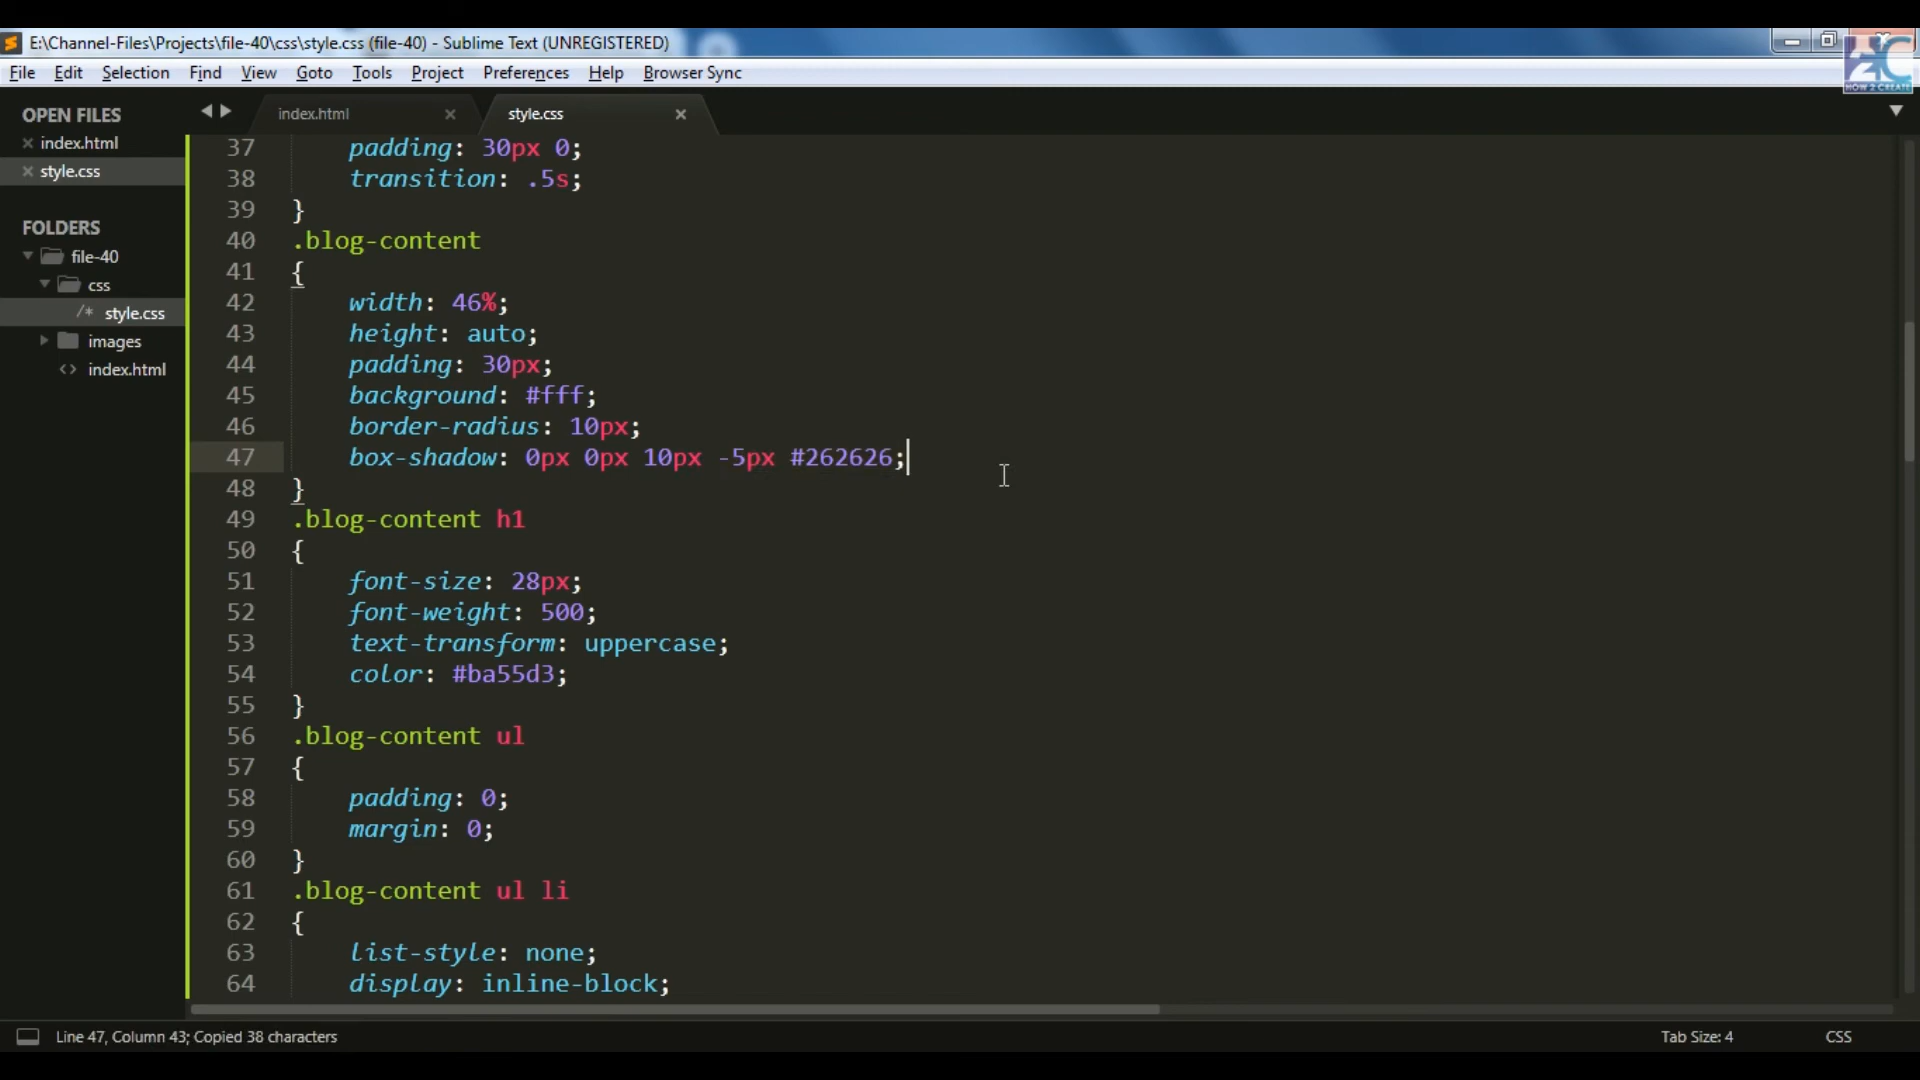 E:\Channel-Files\Projects\file-40\css\style.css (file-40) - Sublime Text (UNREGISTERED)
File Edit Selection Find View Goto Tools Project Preferences Help Browser Sync
HOW 2 CREATE
OPEN FILES
index.html
style.css
FOLDERS
file-40
css
/* style.css
images
<> index.html
index.html style.css
37 padding: 30px 0;
38 transition: .5s;
39 }
40 .blog-content
41 {
42 width: 46%;
43 height: auto;
44 padding: 30px;
45 background: #fff;
46 border-radius: 10px;
47 box-shadow: 0px 0px 10px -5px #262626;
48 }
49 .blog-content h1
50 {
51 font-size: 28px;
52 font-weight: 500;
53 text-transform: uppercase;
54 color: #ba55d3;
55 }
56 .blog-content ul
57 {
58 padding: 0;
59 margin: 0;
60 }
61 .blog-content ul li
62 {
63 list-style: none;
64 display: inline-block;
Line 47, Column 43; Copied 38 characters
Tab Size: 4 CSS